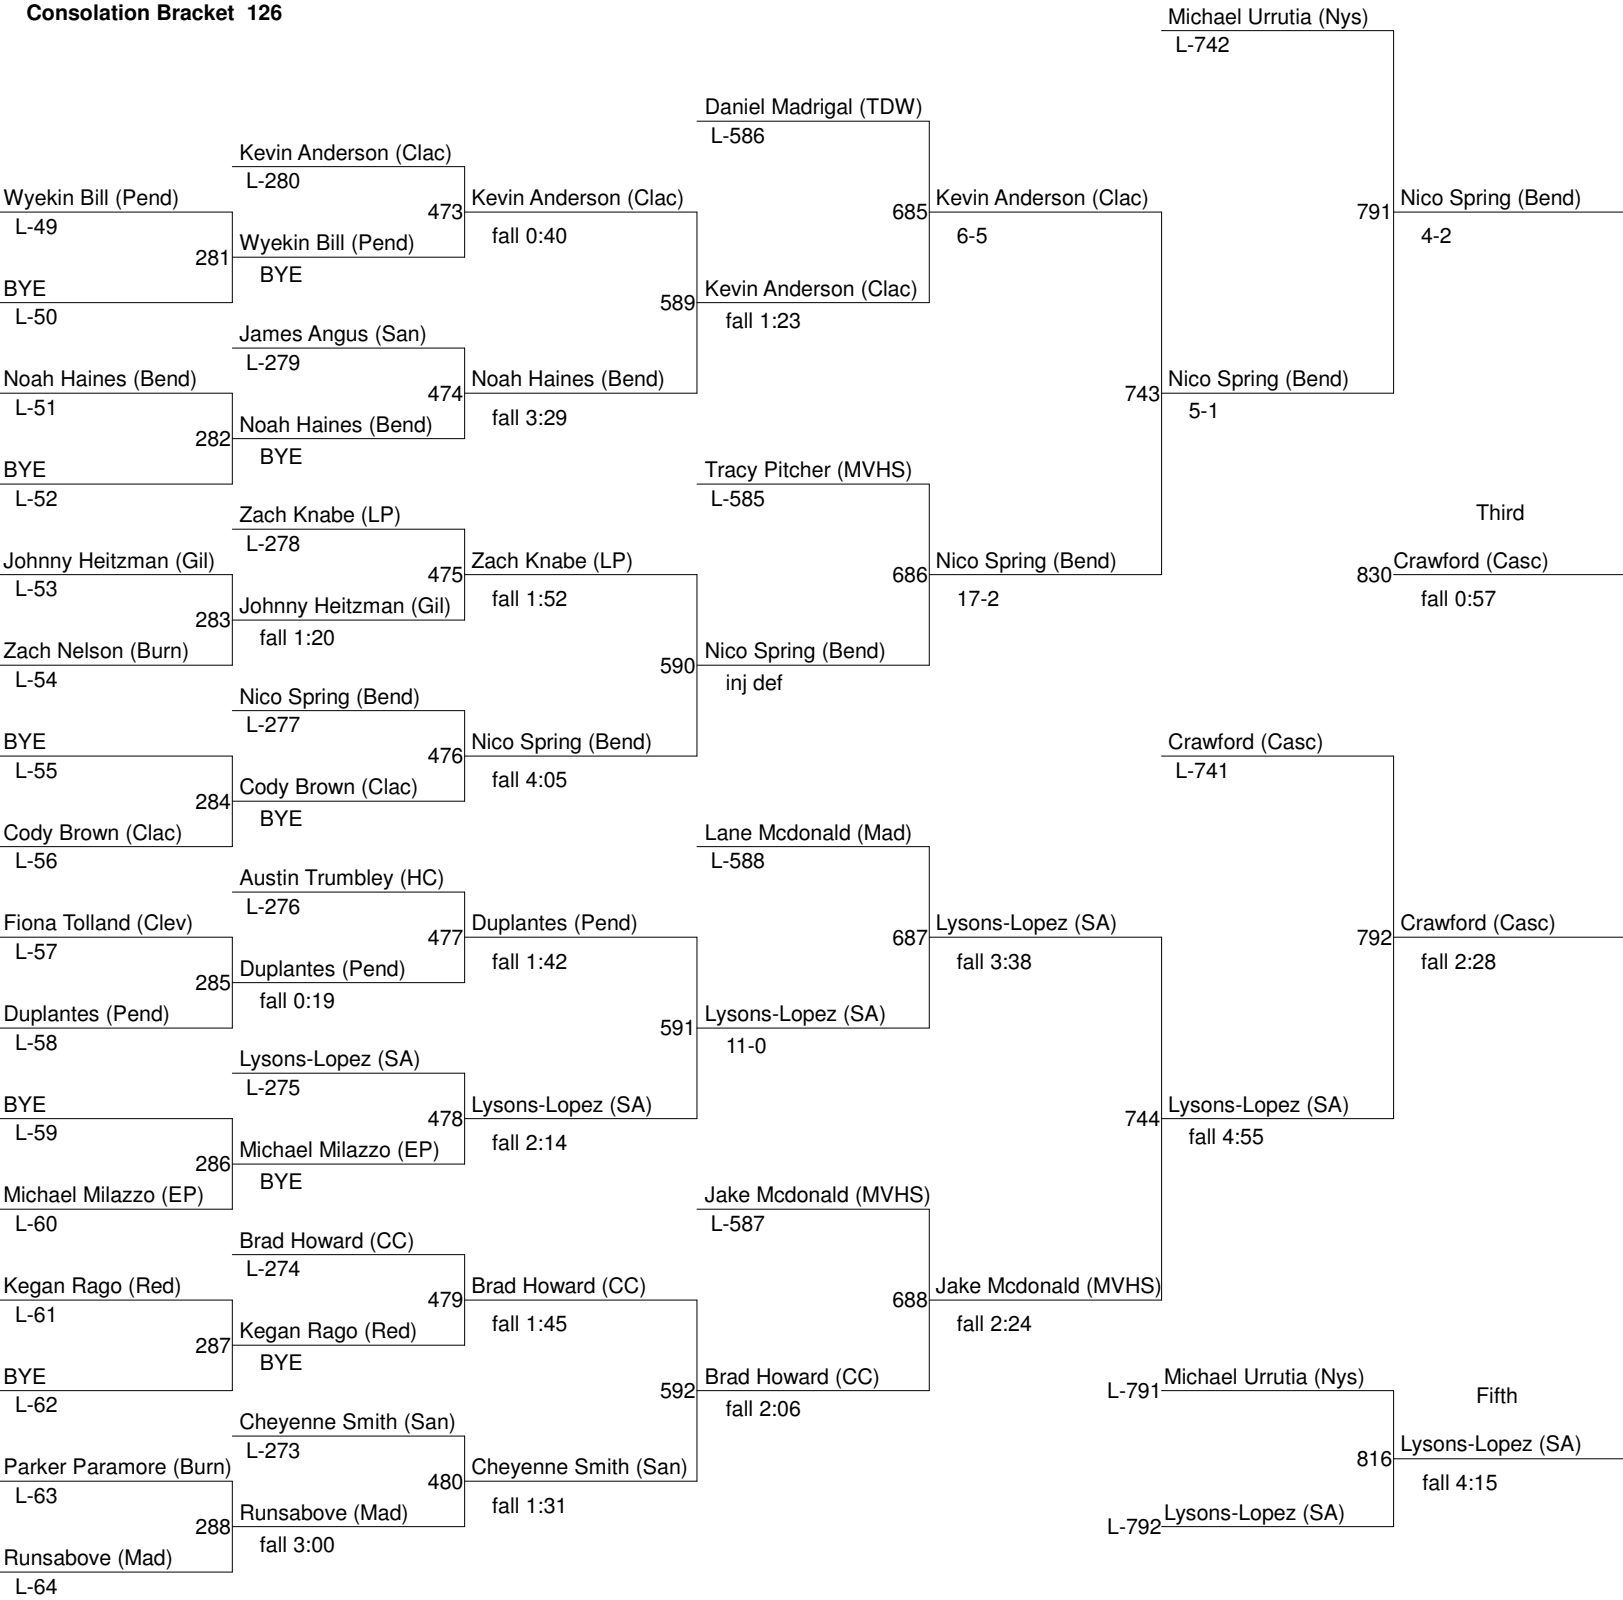 Consolation Bracket 126
Wyekin Bill (Pend)
L-49
BYE
L-50
Noah Haines (Bend)
L-51
BYE
L-52
Johnny Heitzman (Gil)
L-53
Zach Nelson (Burn)
L-54
BYE
L-55
Cody Brown (Clac)
L-56
Fiona Tolland (Clev)
L-57
Duplantes (Pend)
L-58
BYE
L-59
Michael Milazzo (EP)
L-60
Kegan Rago (Red)
L-61
BYE
L-62
Parker Paramore (Burn)
L-63
Runsabove (Mad)
L-64
Kevin Anderson (Clac)
L-280
281
Wyekin Bill (Pend)
BYE
James Angus (San)
L-279
282
Noah Haines (Bend)
BYE
Zach Knabe (LP)
L-278
283
Johnny Heitzman (Gil)
fall 1:20
Nico Spring (Bend)
L-277
284
Cody Brown (Clac)
BYE
Austin Trumbley (HC)
L-276
285
Duplantes (Pend)
fall 0:19
Lysons-Lopez (SA)
L-275
286
Michael Milazzo (EP)
BYE
Brad Howard (CC)
L-274
287
Kegan Rago (Red)
BYE
Cheyenne Smith (San)
L-273
288
Runsabove (Mad)
fall 3:00
473
Kevin Anderson (Clac)
fall 0:40
474
Noah Haines (Bend)
fall 3:29
475
Zach Knabe (LP)
fall 1:52
476
Nico Spring (Bend)
fall 4:05
477
Duplantes (Pend)
fall 1:42
478
Lysons-Lopez (SA)
fall 2:14
479
Brad Howard (CC)
fall 1:45
480
Cheyenne Smith (San)
fall 1:31
Daniel Madrigal (TDW)
L-586
589
Kevin Anderson (Clac)
fall 1:23
Tracy Pitcher (MVHS)
L-585
590
Nico Spring (Bend)
inj def
Lane Mcdonald (Mad)
L-588
591
Lysons-Lopez (SA)
11-0
Jake Mcdonald (MVHS)
L-587
592
Brad Howard (CC)
fall 2:06
685
Kevin Anderson (Clac)
6-5
686
Nico Spring (Bend)
17-2
687
Lysons-Lopez (SA)
fall 3:38
688
Jake Mcdonald (MVHS)
fall 2:24
Michael Urrutia (Nys)
L-742
743
Nico Spring (Bend)
5-1
Crawford (Casc)
L-741
744
Lysons-Lopez (SA)
fall 4:55
L-791
Michael Urrutia (Nys)
L-792
Lysons-Lopez (SA)
791
Nico Spring (Bend)
4-2
Third
830
Crawford (Casc)
fall 0:57
792
Crawford (Casc)
fall 2:28
Fifth
816
Lysons-Lopez (SA)
fall 4:15